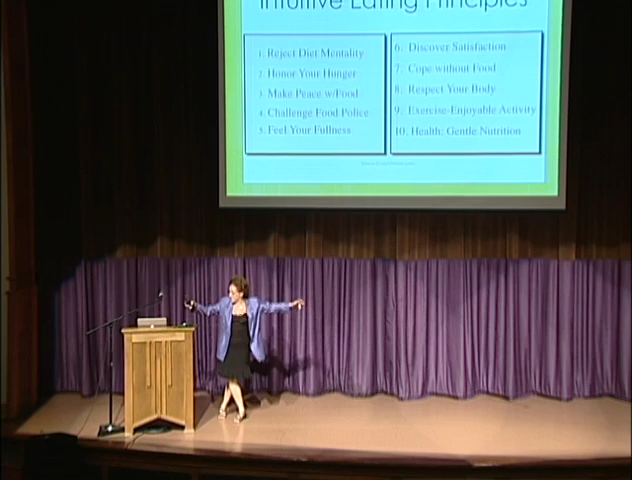 Intuitive Eating Principles
1. Reject Diet Mentality
2. Honor Your Hunger
3. Make Peace w/Food
4. Challenge Food Police
5. Feel Your Fullness
6. Discover Satisfaction
7. Cope without Food
8. Respect Your Body
9. Exercise-Enjoyable Activity
10. Health: Gentle Nutrition